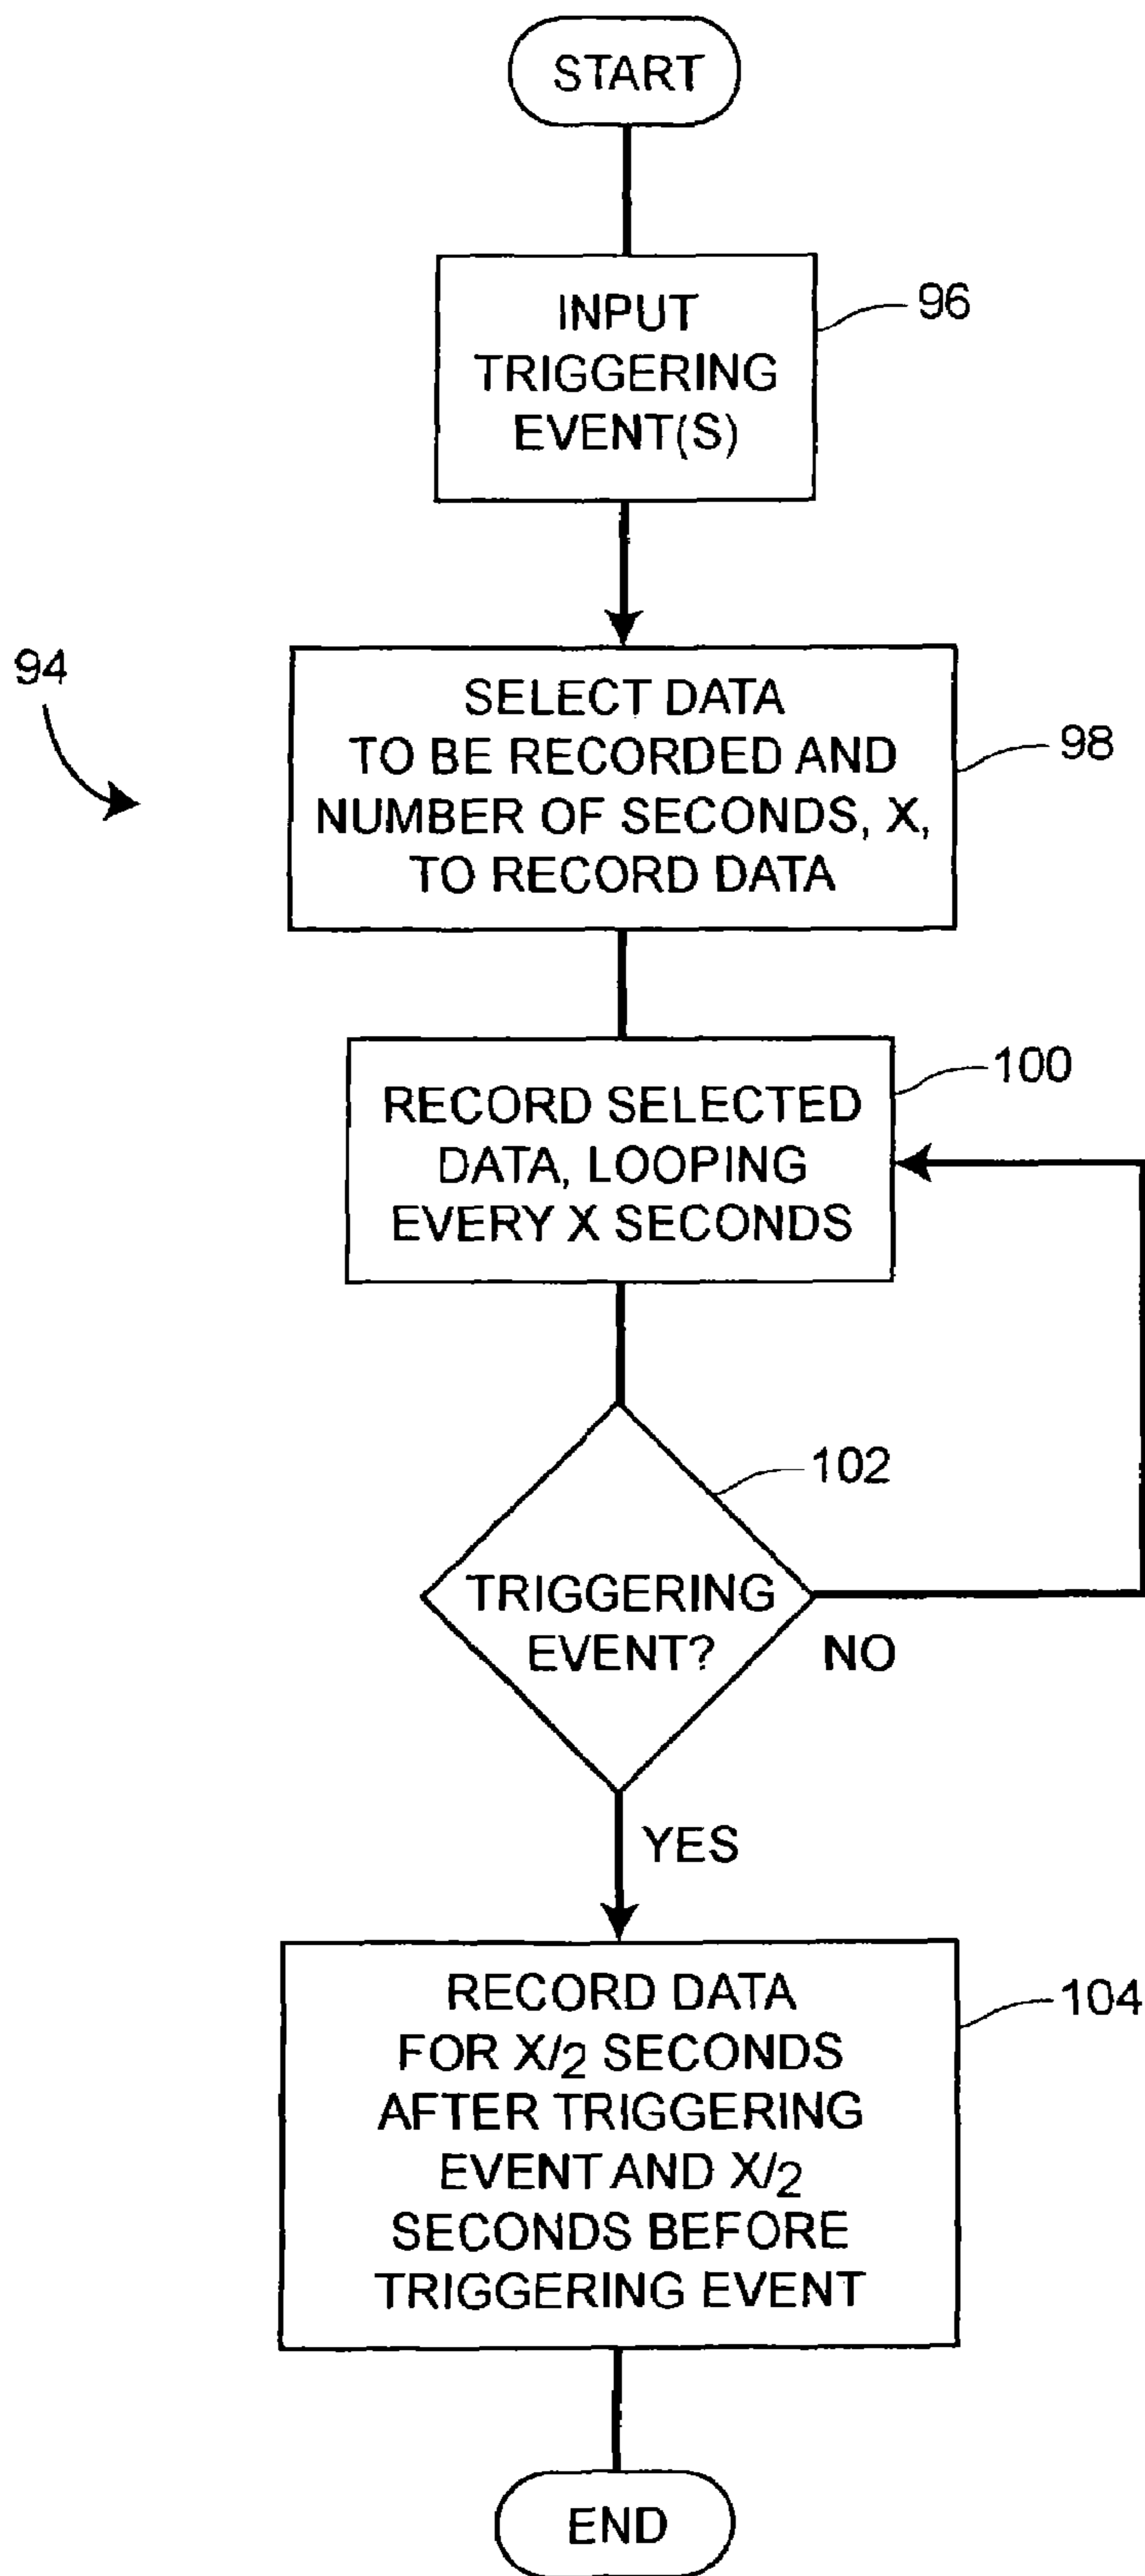 START
INPUT
TRIGGERING
EVENT(S)
96
94
SELECT DATA
TO BE RECORDED AND
NUMBER OF SECONDS, X,
TO RECORD DATA
98
RECORD SELECTED
DATA, LOOPING
EVERY X SECONDS
100
102
TRIGGERING
EVENT?
NO
YES
RECORD DATA
FOR X/2 SECONDS
AFTER TRIGGERING
EVENT AND X/2
SECONDS BEFORE
TRIGGERING EVENT
104
END